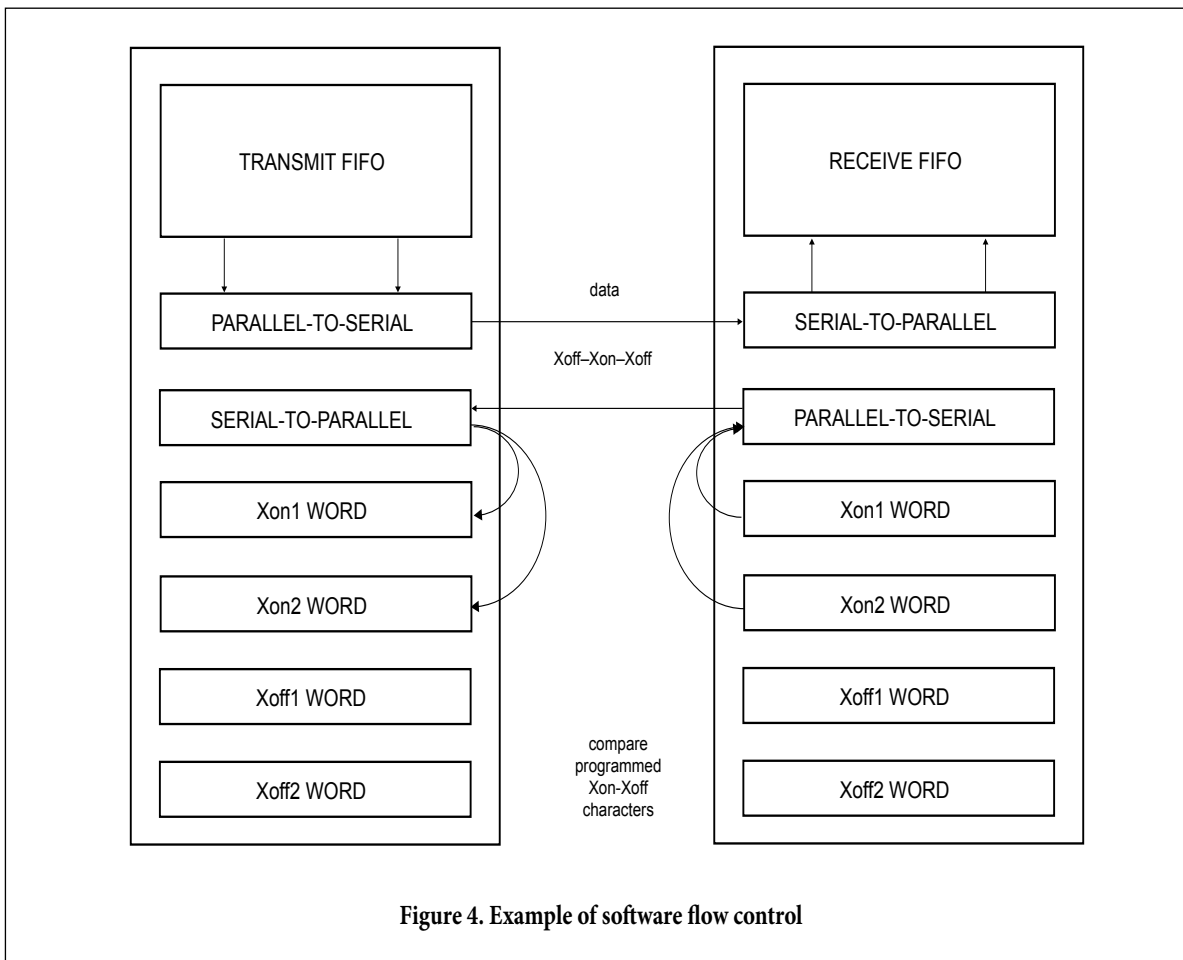 TRANSMIT FIFO
RECEIVE FIFO
data
PARALLEL-TO-SERIAL
SERIAL-TO-PARALLEL
Xoff–Xon–Xoff
SERIAL-TO-PARALLEL
PARALLEL-TO-SERIAL
Xon1 WORD
Xon1 WORD
Xon2 WORD
Xon2 WORD
Xoff1 WORD
Xoff1 WORD
compare
programmed
Xon-Xoff
characters
Xoff2 WORD
Xoff2 WORD
Figure 4. Example of software flow control